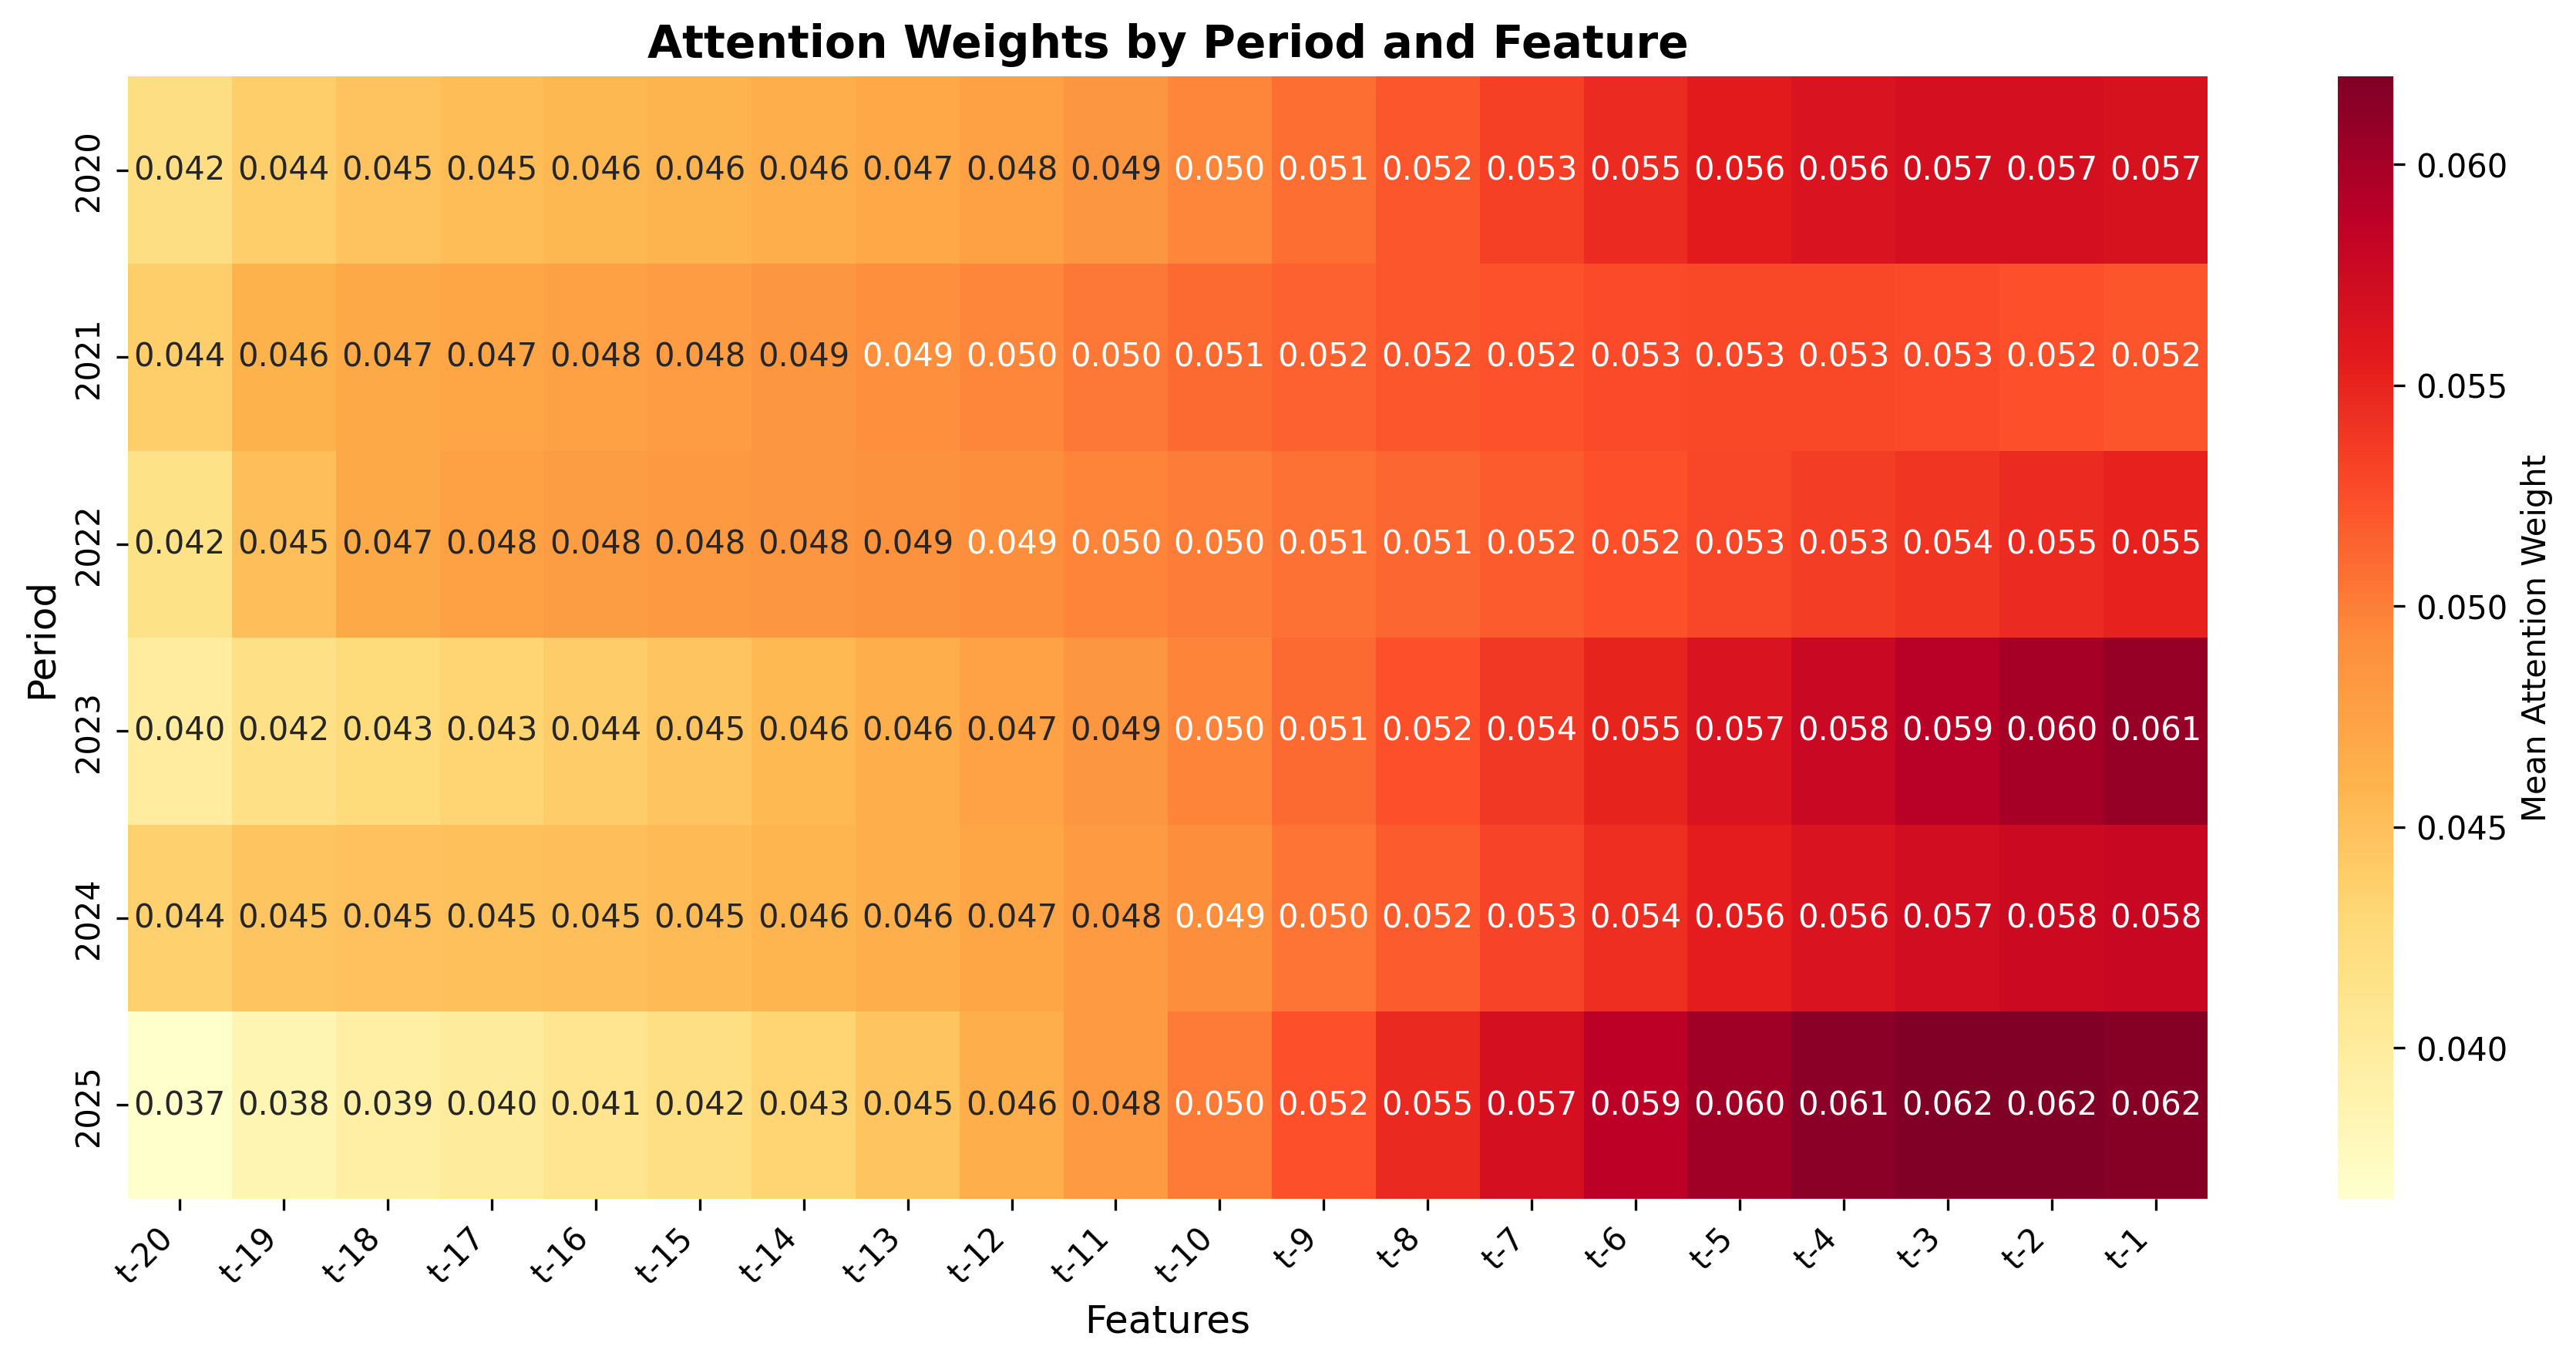 Attention Weights by Period and Feature
2020 0.042 0.044 0.045 0.045 0.046 0.046 0.046 0.047 0.048 0.049 0.050 0.051 0.052 0.053 0.055 0.056 0.056 0.057 0.057 0.057
2021 0.044 0.046 0.047 0.047 0.048 0.048 0.049 0.049 0.050 0.050 0.051 0.052 0.052 0.052 0.053 0.053 0.053 0.053 0.052 0.052
2022 0.042 0.045 0.047 0.048 0.048 0.048 0.048 0.049 0.049 0.050 0.050 0.051 0.051 0.052 0.052 0.053 0.053 0.054 0.055 0.055
2023 0.040 0.042 0.043 0.043 0.044 0.045 0.046 0.046 0.047 0.049 0.050 0.051 0.052 0.054 0.055 0.057 0.058 0.059 0.060 0.061
2024 0.044 0.045 0.045 0.045 0.045 0.045 0.046 0.046 0.047 0.048 0.049 0.050 0.052 0.053 0.054 0.056 0.056 0.057 0.058 0.058
2025 0.037 0.038 0.039 0.040 0.041 0.042 0.043 0.045 0.046 0.048 0.050 0.052 0.055 0.057 0.059 0.060 0.061 0.062 0.062 0.062
Period
t-20 t-19 t-18 t-17 t-16 t-15 t-14 t-13 t-12 t-11 t-10 t-9 t-8 t-7 t-6 t-5 t-4 t-3 t-2 t-1
Features
0.060
0.055
0.050
0.045
0.040
Mean Attention Weight